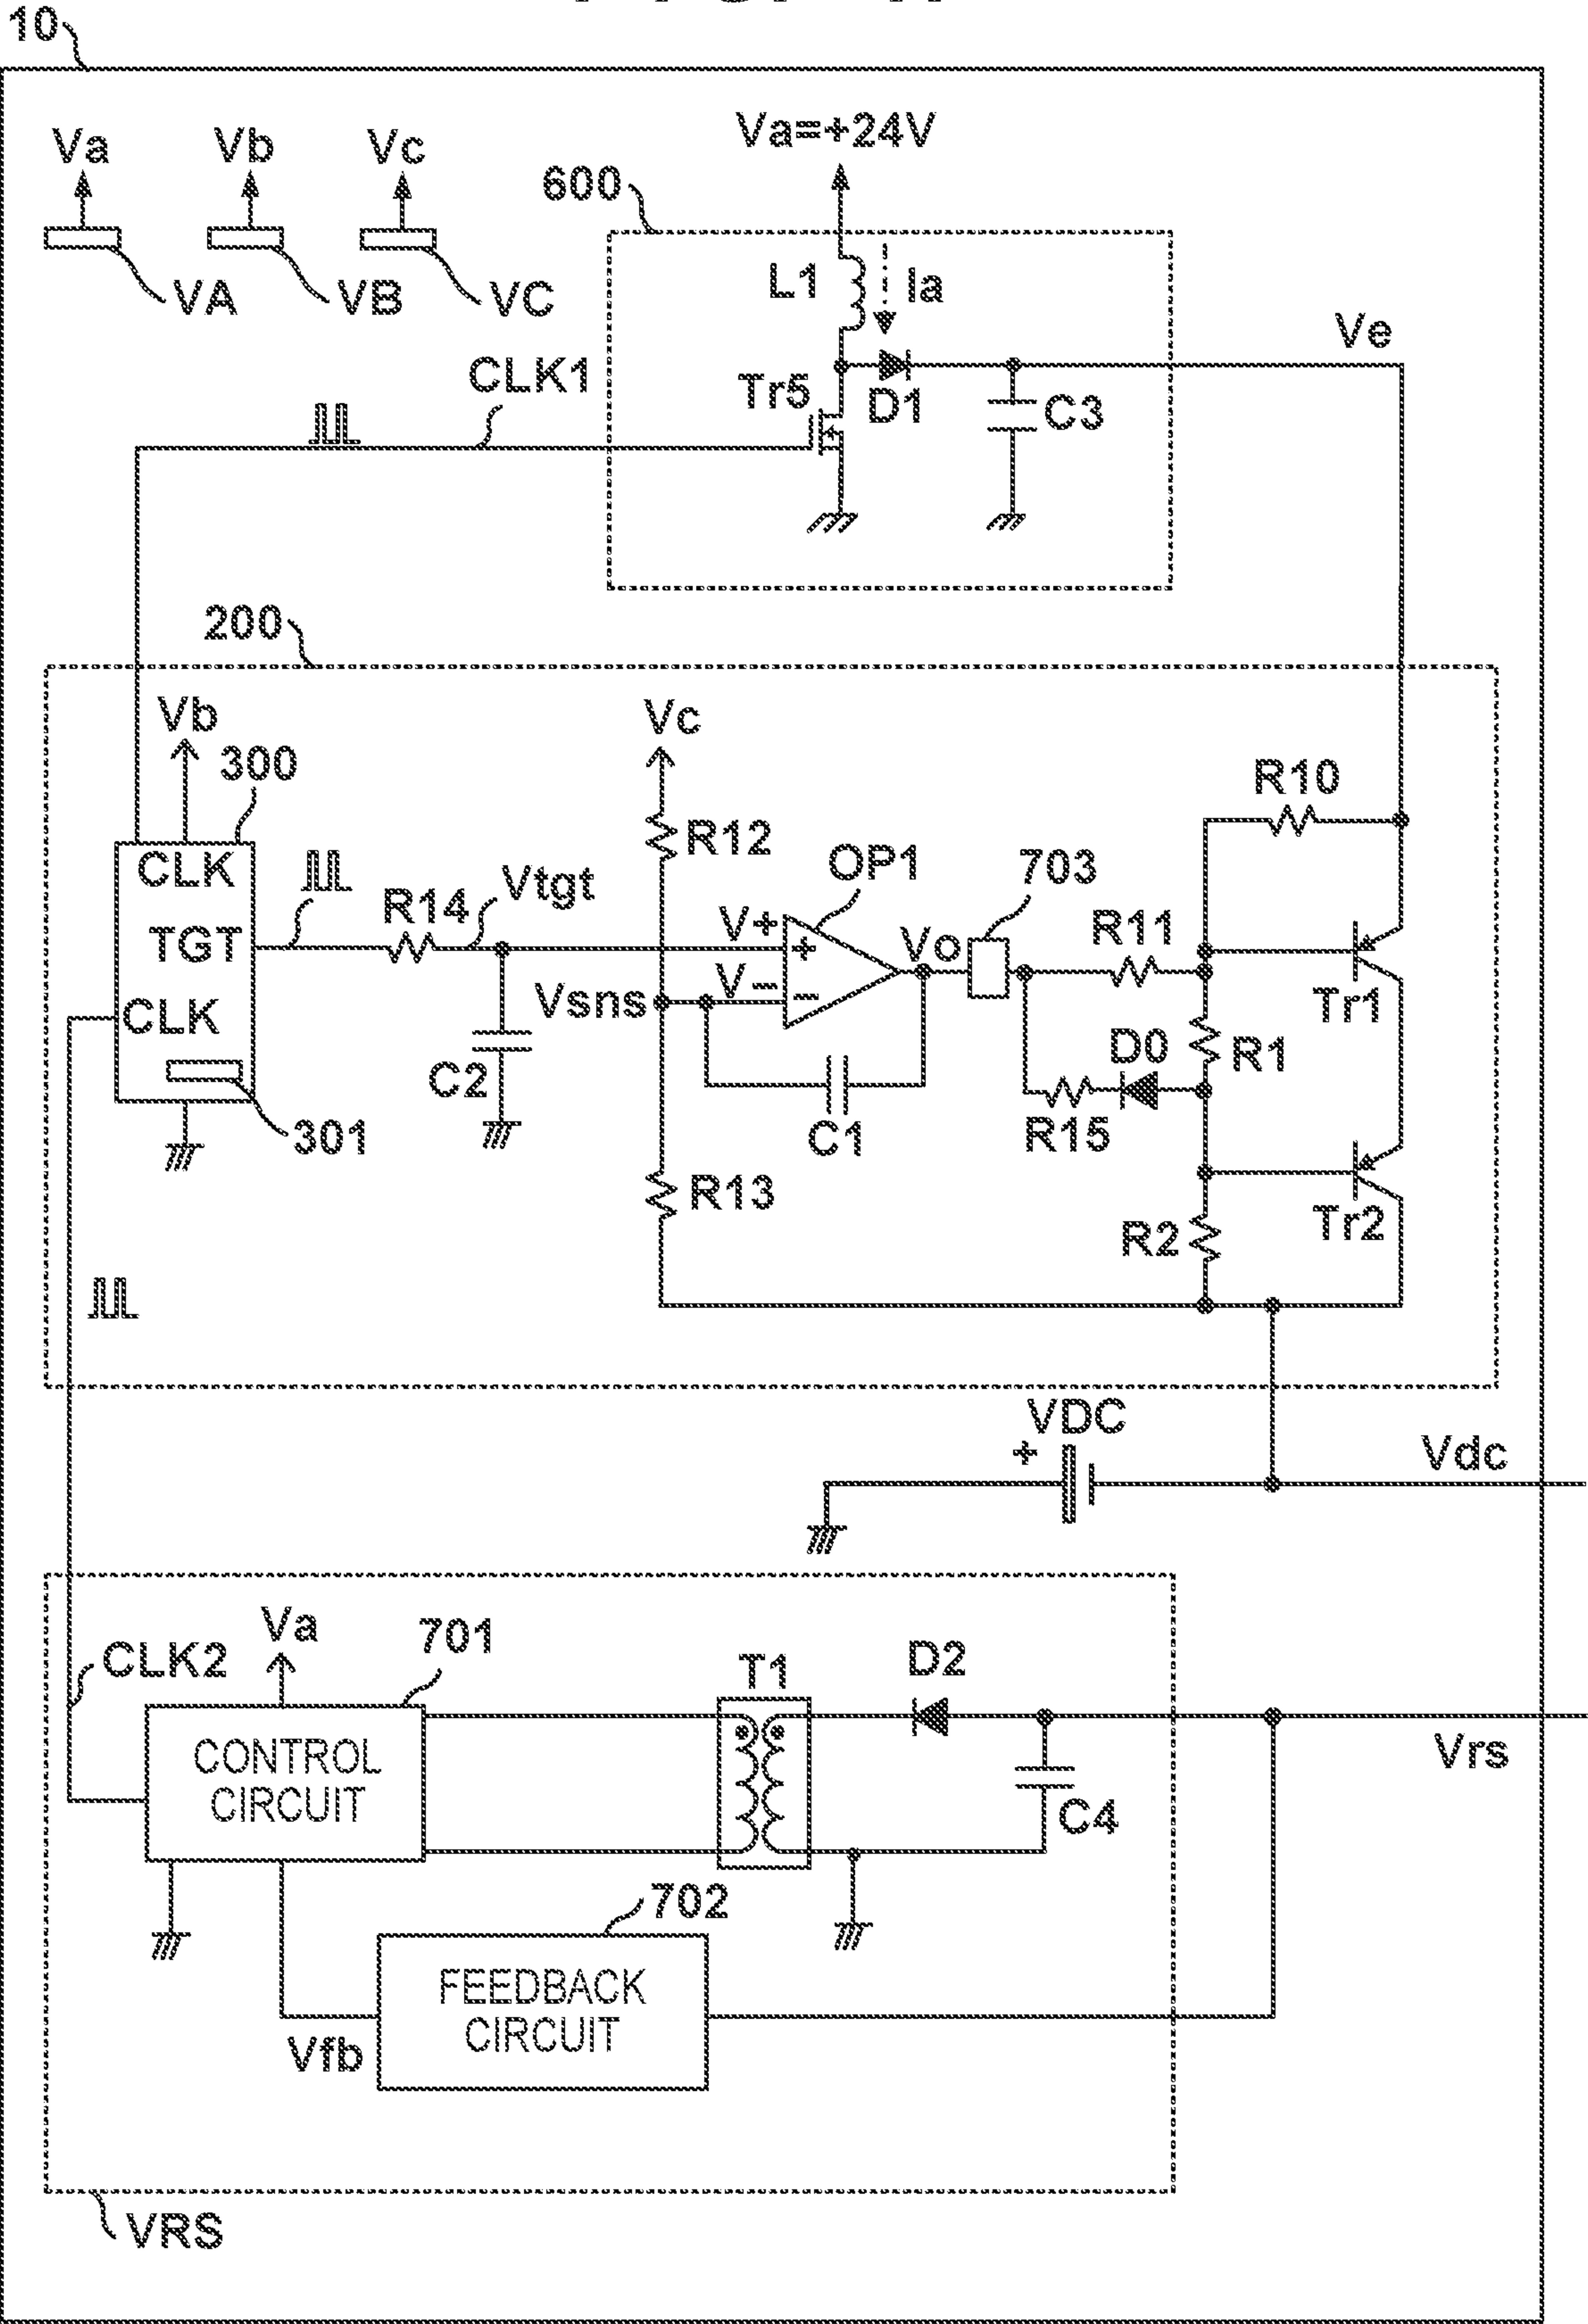 10
Va
Vb
Vc
Va=+24V
600
VA
VB
VC
L1
Ia
Ve
CLK1
Tr5
D1
C3
200
Vb
300
Vc
R10
CLK
R12
OP1
703
TGT
R14
Vtgt
V+
+
Vo
R11
CLK
Vsns
V−
−
Tr1
C2
D0
R1
301
C1
R15
R13
R2
Tr2
VDC
+
Vdc
Va
701
CLK2
T1
D2
CONTROL
CIRCUIT
Vrs
C4
702
FEEDBACK
CIRCUIT
Vfb
VRS